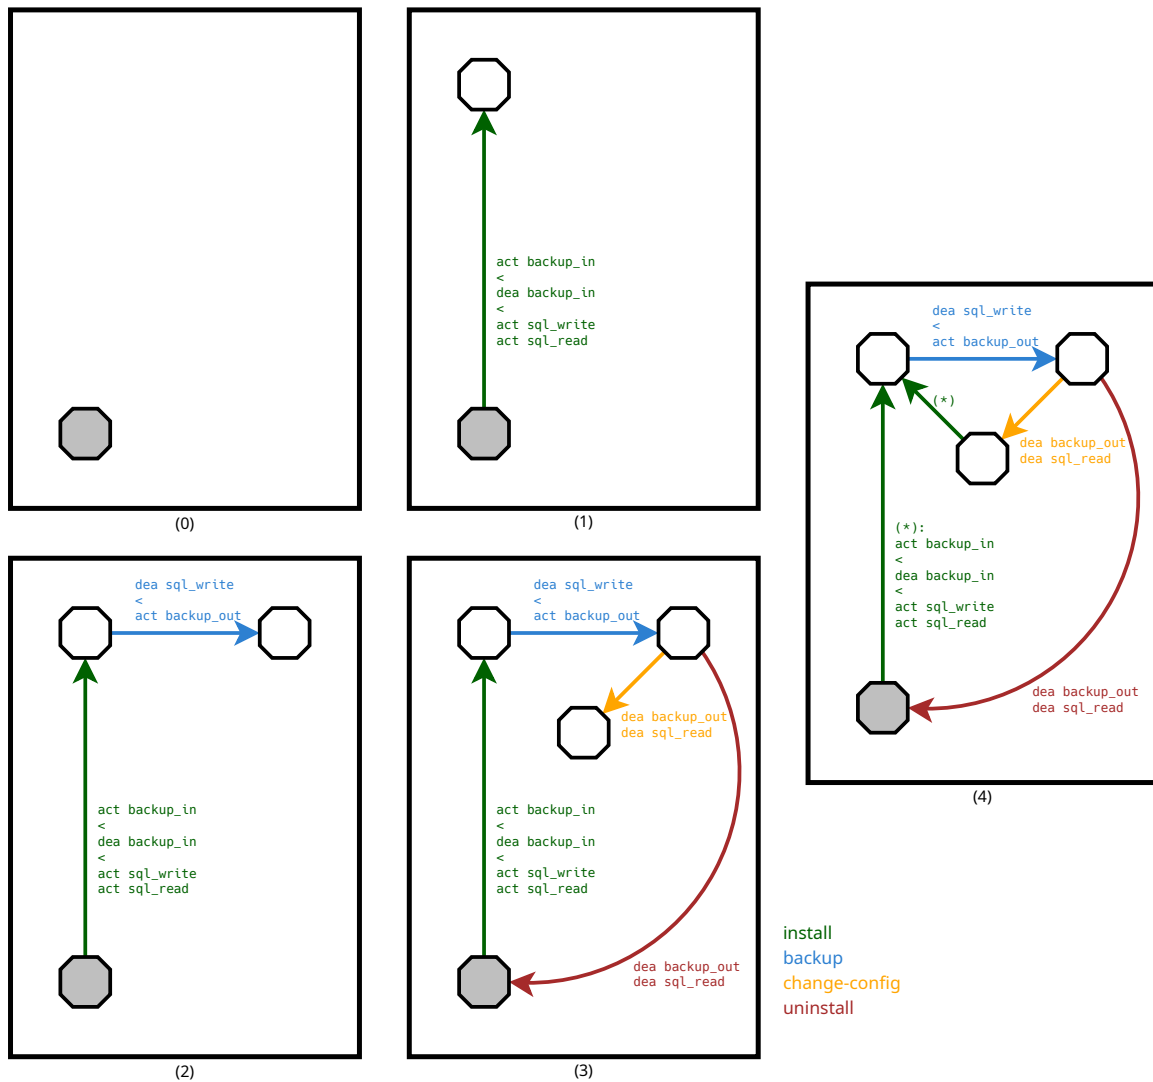 (0)
act backup_in
<
dea backup_in
<
act sql_write
act sql_read
(1)
dea sql_write
<
act backup_out
act backup_in
<
dea backup_in
<
act sql_write
act sql_read
(2)
dea sql_write
<
act backup_out
dea backup_out
dea sql_read
act backup_in
<
dea backup_in
<
act sql_write
act sql_read
dea backup_out
dea sql_read
(3)
dea sql_write
<
act backup_out
(*)
dea backup_out
dea sql_read
(*):
act backup_in
<
dea backup_in
<
act sql_write
act sql_read
dea backup_out
dea sql_read
(4)
install
backup
change-config
uninstall